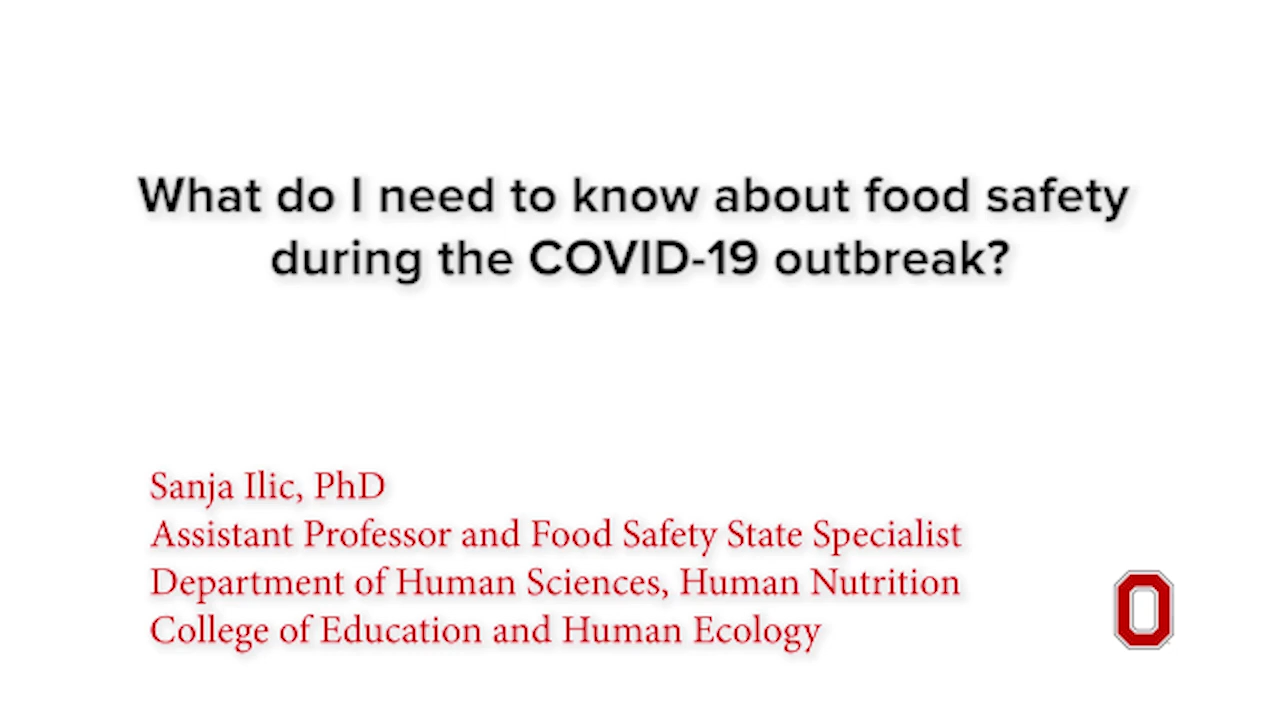 What do I need to know about food safety
during the COVID-19 outbreak?
Sanja Ilic, PhD
Assistant Professor and Food Safety State Specialist
Department of Human Sciences, Human Nutrition
College of Education and Human Ecology
O